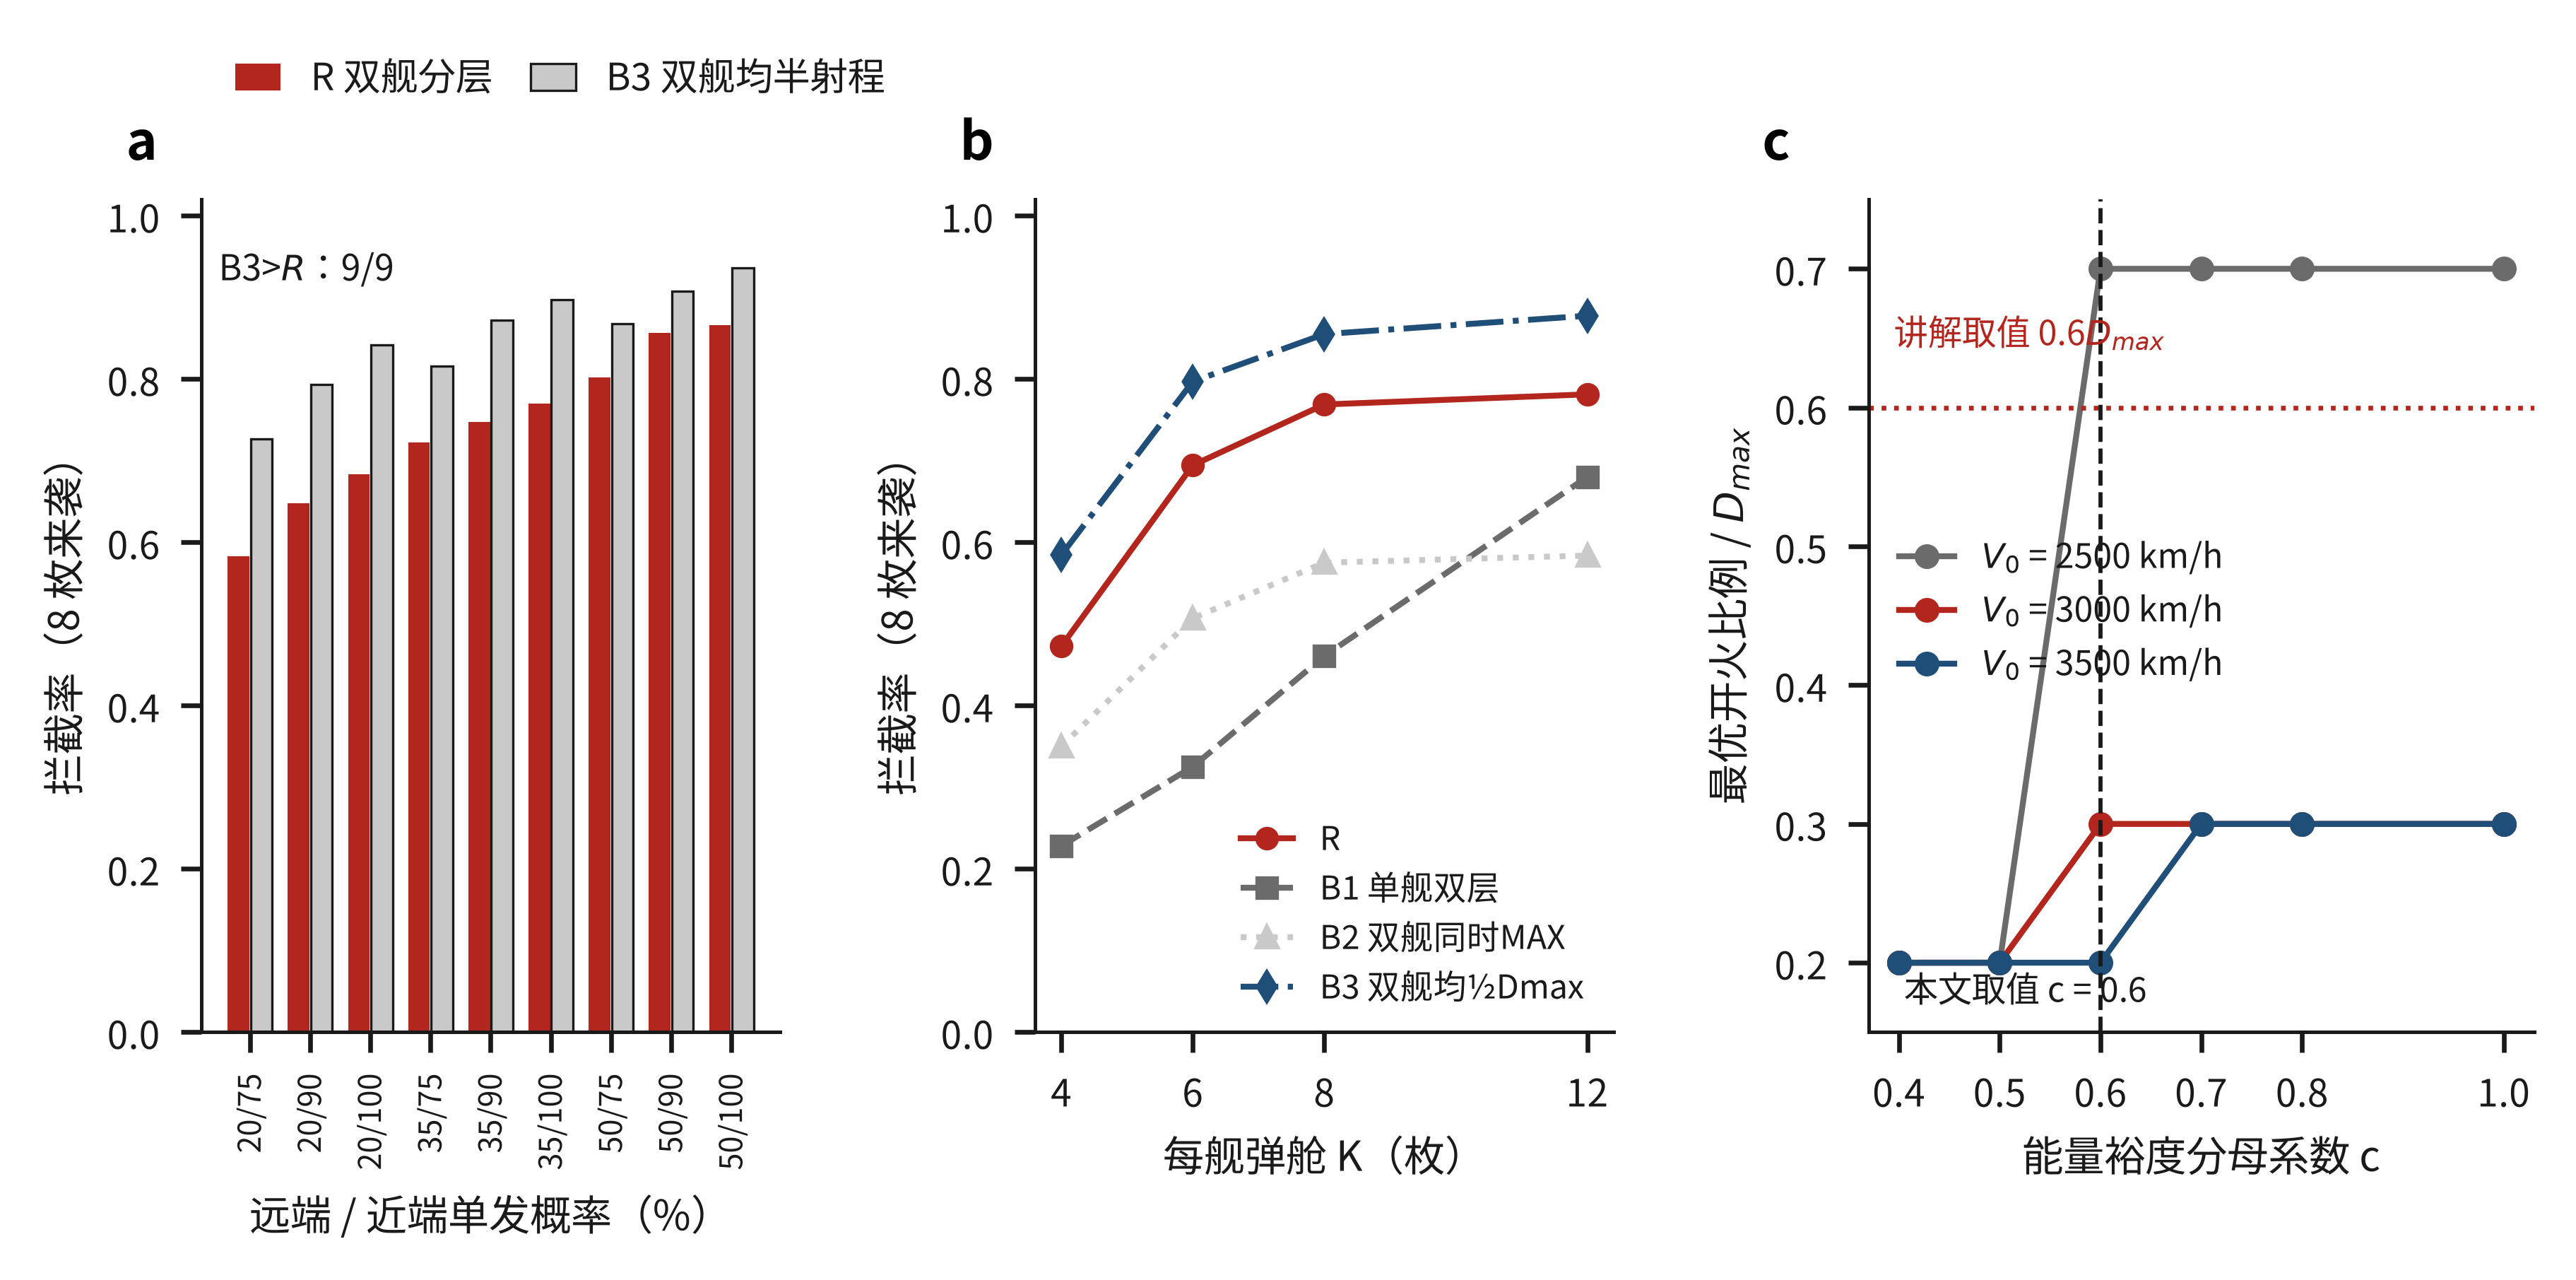 R 双舰分层
B3 双舰均半射程
a
B3>R：9/9
拦截率（8 枚来袭）
1.0
0.8
0.6
0.4
0.2
0.0
20/75
20/90
20/100
35/75
35/90
35/100
50/75
50/90
50/100
远端 / 近端单发概率（%）
b
拦截率（8 枚来袭）
1.0
0.8
0.6
0.4
0.2
0.0
R
B1 单舰双层
B2 双舰同时MAX
B3 双舰均½Dmax
4 6 8 12
每舰弹舱 K（枚）
c
最优开火比例 / Dmax
0.7
0.6
0.5
0.4
0.3
0.2
讲解取值 0.6Dmax
V0 = 2500 km/h
V0 = 3000 km/h
V0 = 3500 km/h
本文取值 c = 0.6
0.4 0.5 0.6 0.7 0.8 1.0
能量裕度分母系数 c